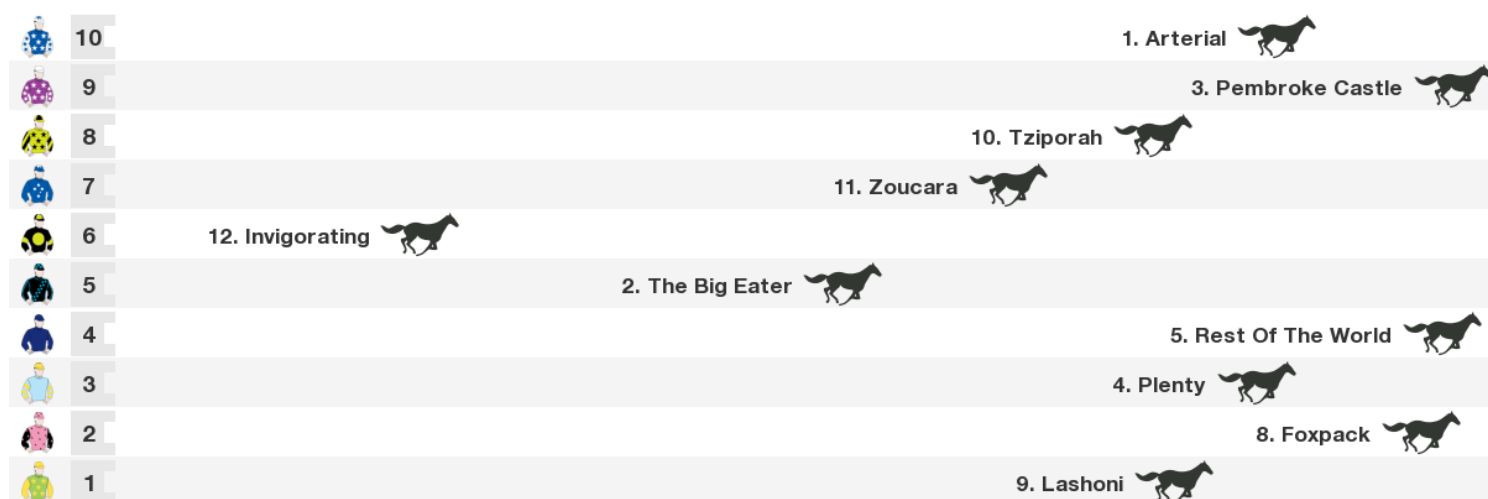 10 1. Arterial
9 3. Pembroke Castle
8 10. Tziporah
7 11. Zoucara
6 12. Invigorating
5 2. The Big Eater
4 5. Rest Of The World
3 4. Plenty
2 8. Foxpack
1 9. Lashoni